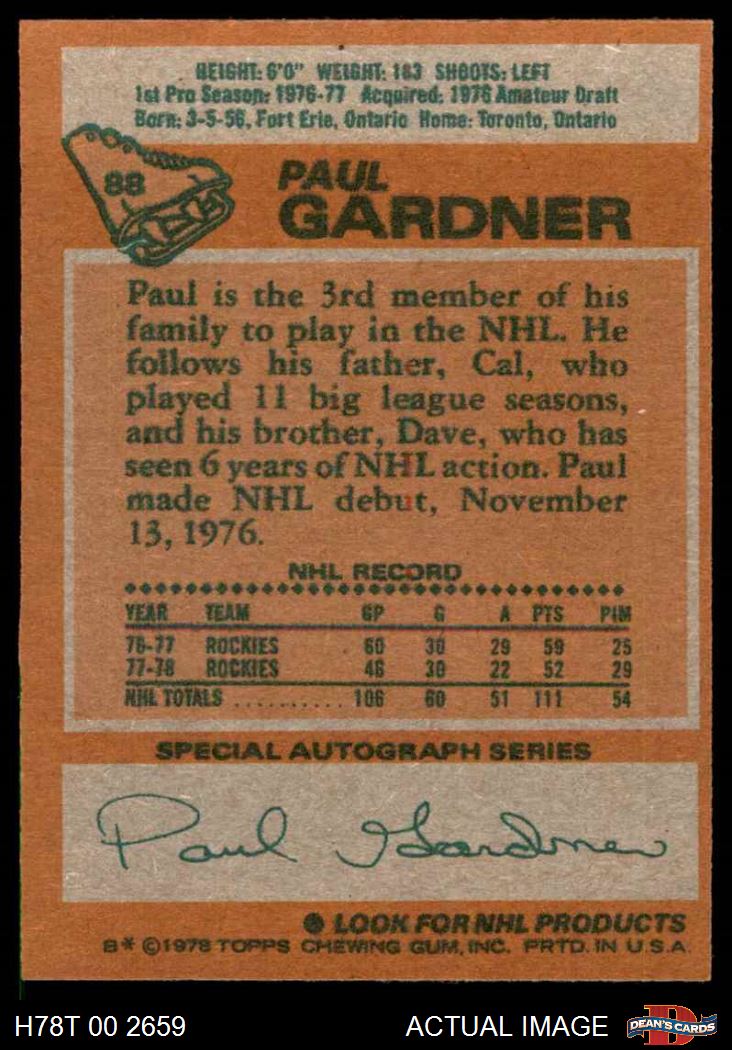 HEIGHT: 6'0" WEIGHT: 183 SHOOTS: LEFT
1st Pro Season: 1976-77 Acquired: 1976 Amateur Draft
Born: 3-5-56, Fort Erie, Ontario Home: Toronto, Ontario
88
PAUL
GARDNER
Paul is the 3rd member of his
family to play in the NHL. He
follows his father, Cal, who
played 11 big league seasons,
and his brother, Dave, who has
seen 6 years of NHL action. Paul
made NHL debut, November
13, 1976.
NHL RECORD
YEAR TEAM GP G A PTS PIM
76-77 ROCKIES 60 30 29 59 25
77-78 ROCKIES 46 30 22 52 29
NHL TOTALS .......... 106 60 51 111 54
SPECIAL AUTOGRAPH SERIES
Paul Gardner
● LOOK FOR NHL PRODUCTS
B* ©1978 TOPPS CHEWING GUM, INC. PRTD. IN U.S.A.
H78T 00 2659 ACTUAL IMAGE D DEAN'S CARDS